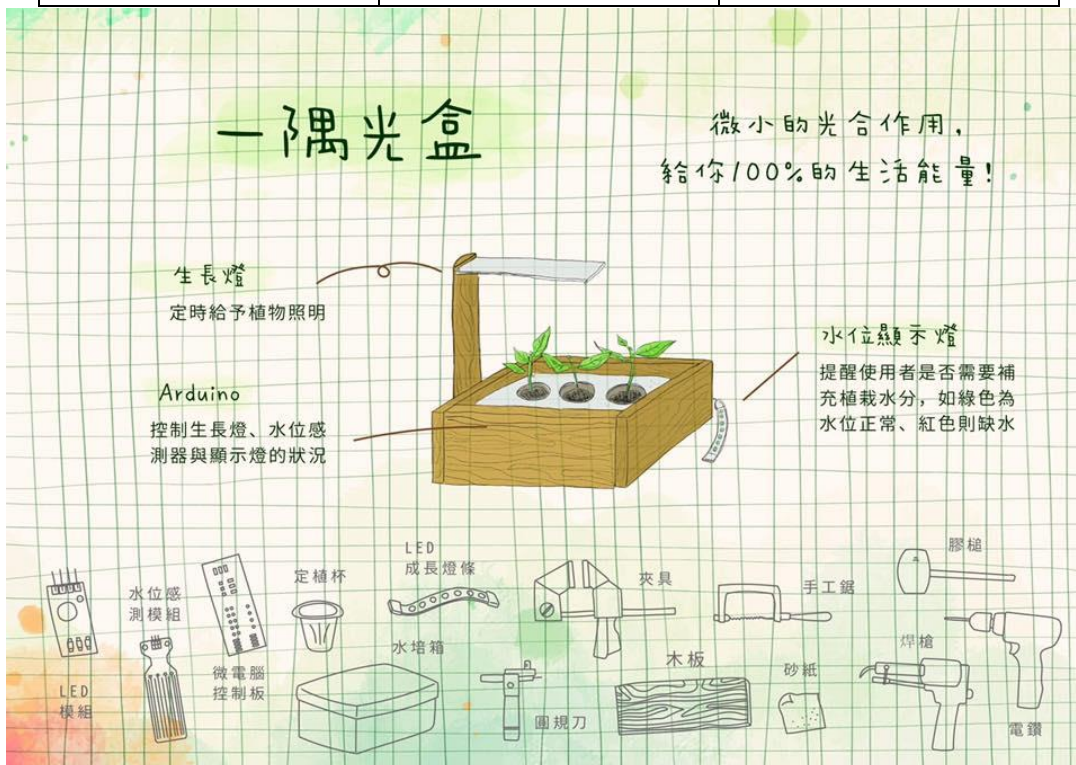 一隅光盒
微小的光合作用,
給你100%的生活能量!
生長燈
定時給予植物照明
Arduino
控制生長燈、水位感
測器與顯示燈的狀況
水位顯示燈
提醒使用者是否需要補
充植栽水分，如綠色為
水位正常、紅色則缺水
LED
模組
水位感
測模組
微電腦
控制板
定植杯
LED
成長燈條
水培箱
夾具
圓規刀
木板
手工鋸
砂紙
膠槌
焊槍
電鑽